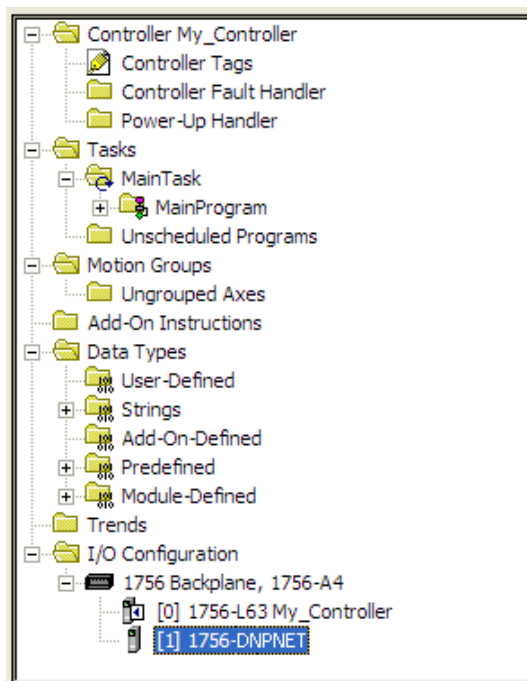 Controller My_Controller
Controller Tags
Controller Fault Handler
Power-Up Handler
Tasks
MainTask
MainProgram
Unscheduled Programs
Motion Groups
Ungrouped Axes
Add-On Instructions
Data Types
User-Defined
Strings
Add-On-Defined
Predefined
Module-Defined
Trends
I/O Configuration
1756 Backplane, 1756-A4
[0] 1756-L63 My_Controller
[1] 1756-DNPNET